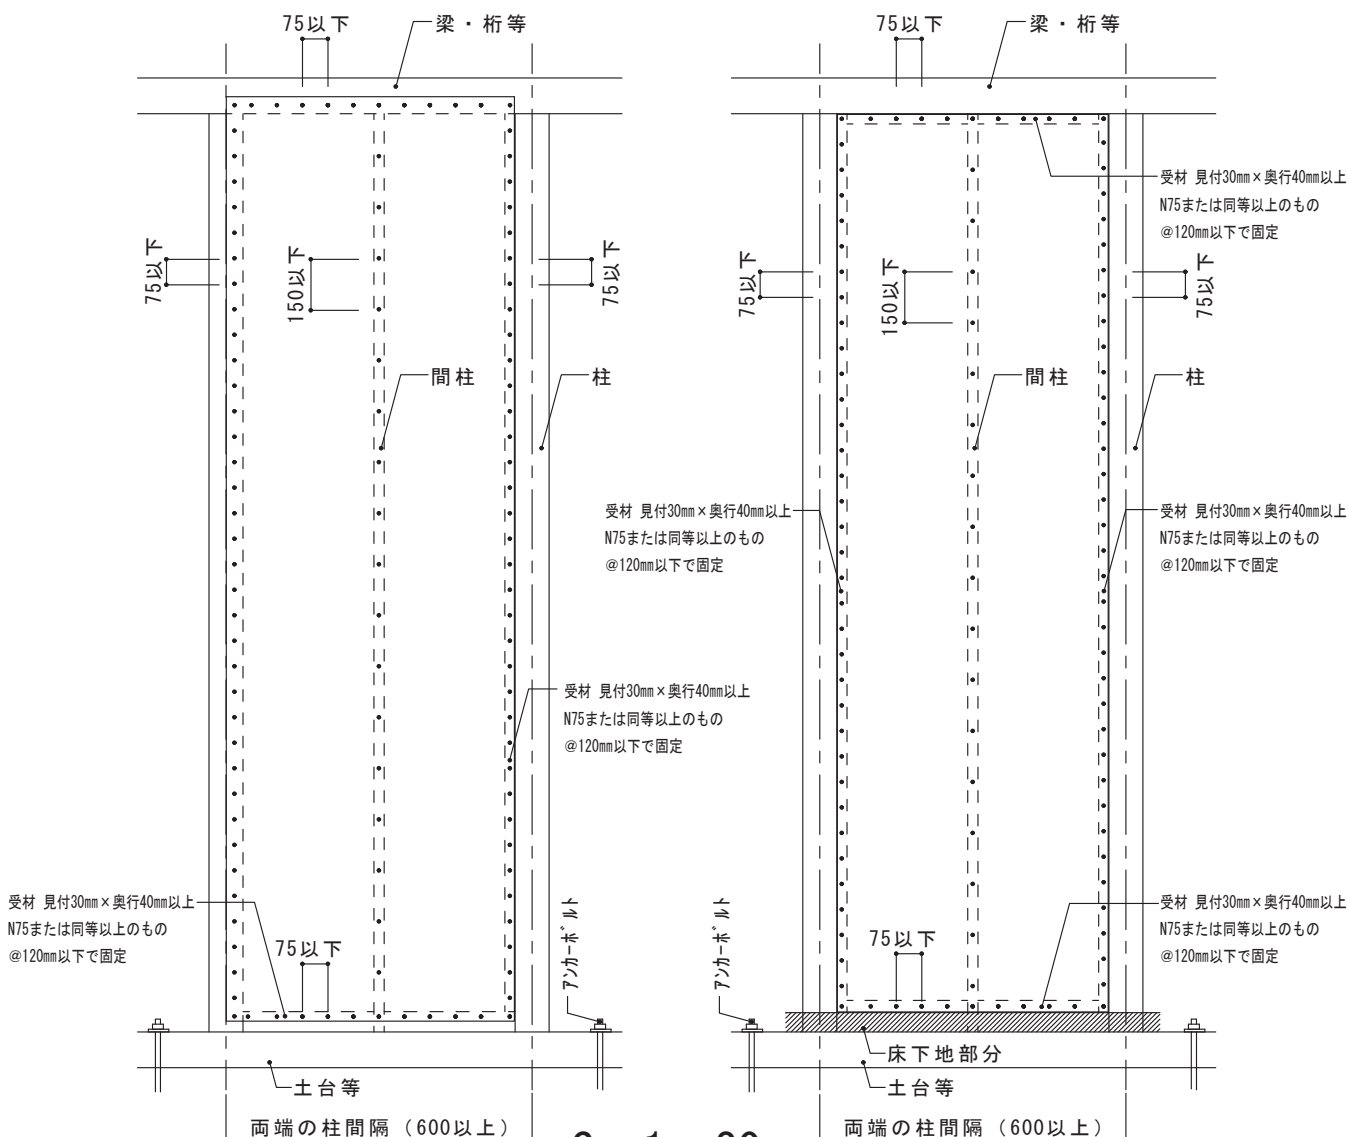 75以下
梁・桁等
75以下
150以下
75以下
間柱
柱
受材 見付30mm×奥行40mm以上
N75または同等以上のもの
@120mm以下で固定
受材 見付30mm×奥行40mm以上
N75または同等以上のもの
@120mm以下で固定
75以下
アンカーボルト
土台等
両端の柱間隔（600以上）
75以下
梁・桁等
受材 見付30mm×奥行40mm以上
N75または同等以上のもの
@120mm以下で固定
75以下
150以下
75以下
間柱
柱
受材 見付30mm×奥行40mm以上
N75または同等以上のもの
@120mm以下で固定
受材 見付30mm×奥行40mm以上
N75または同等以上のもの
@120mm以下で固定
受材 見付30mm×奥行40mm以上
N75または同等以上のもの
@120mm以下で固定
75以下
アンカーボルト
床下地部分
土台等
両端の柱間隔（600以上）